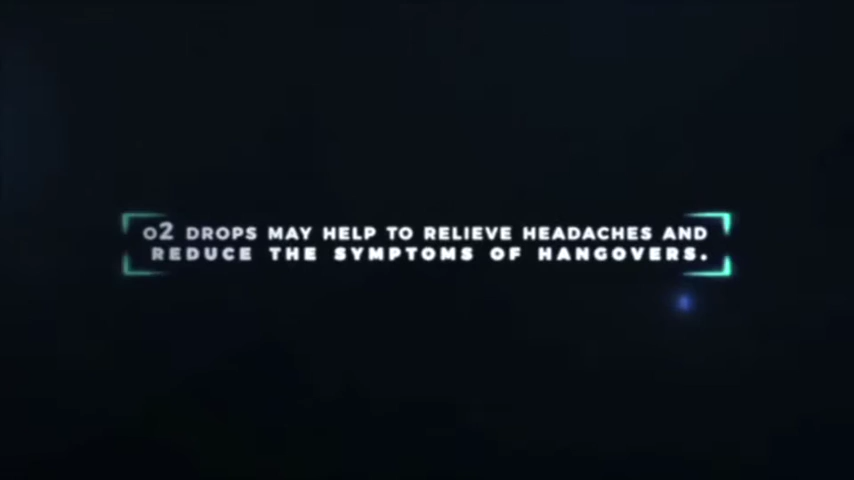 O2 DROPS MAY HELP TO RELIEVE HEADACHES AND
REDUCE THE SYMPTOMS OF HANGOVERS.